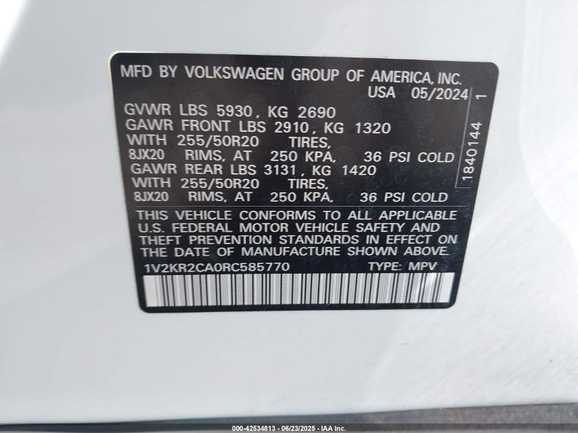 MFD BY VOLKSWAGEN GROUP OF AMERICA, INC.
USA 05/2024
GVWR LBS 5930, KG 2690
GAWR FRONT LBS 2910, KG 1320
WITH 255/50R20 TIRES,
8JX20 RIMS, AT 250 KPA, 36 PSI COLD
GAWR REAR LBS 3131, KG 1420
WITH 255/50R20 TIRES,
8JX20 RIMS, AT 250 KPA, 36 PSI COLD
THIS VEHICLE CONFORMS TO ALL APPLICABLE
U.S. FEDERAL MOTOR VEHICLE SAFETY AND
THEFT PREVENTION STANDARDS IN EFFECT ON
THE DATE OF MANUFACTURE SHOWN ABOVE.
1V2KR2CA0RC585770 TYPE: MPV
1840144 1
000-42534813 - 06/23/2025 - IAA Inc.